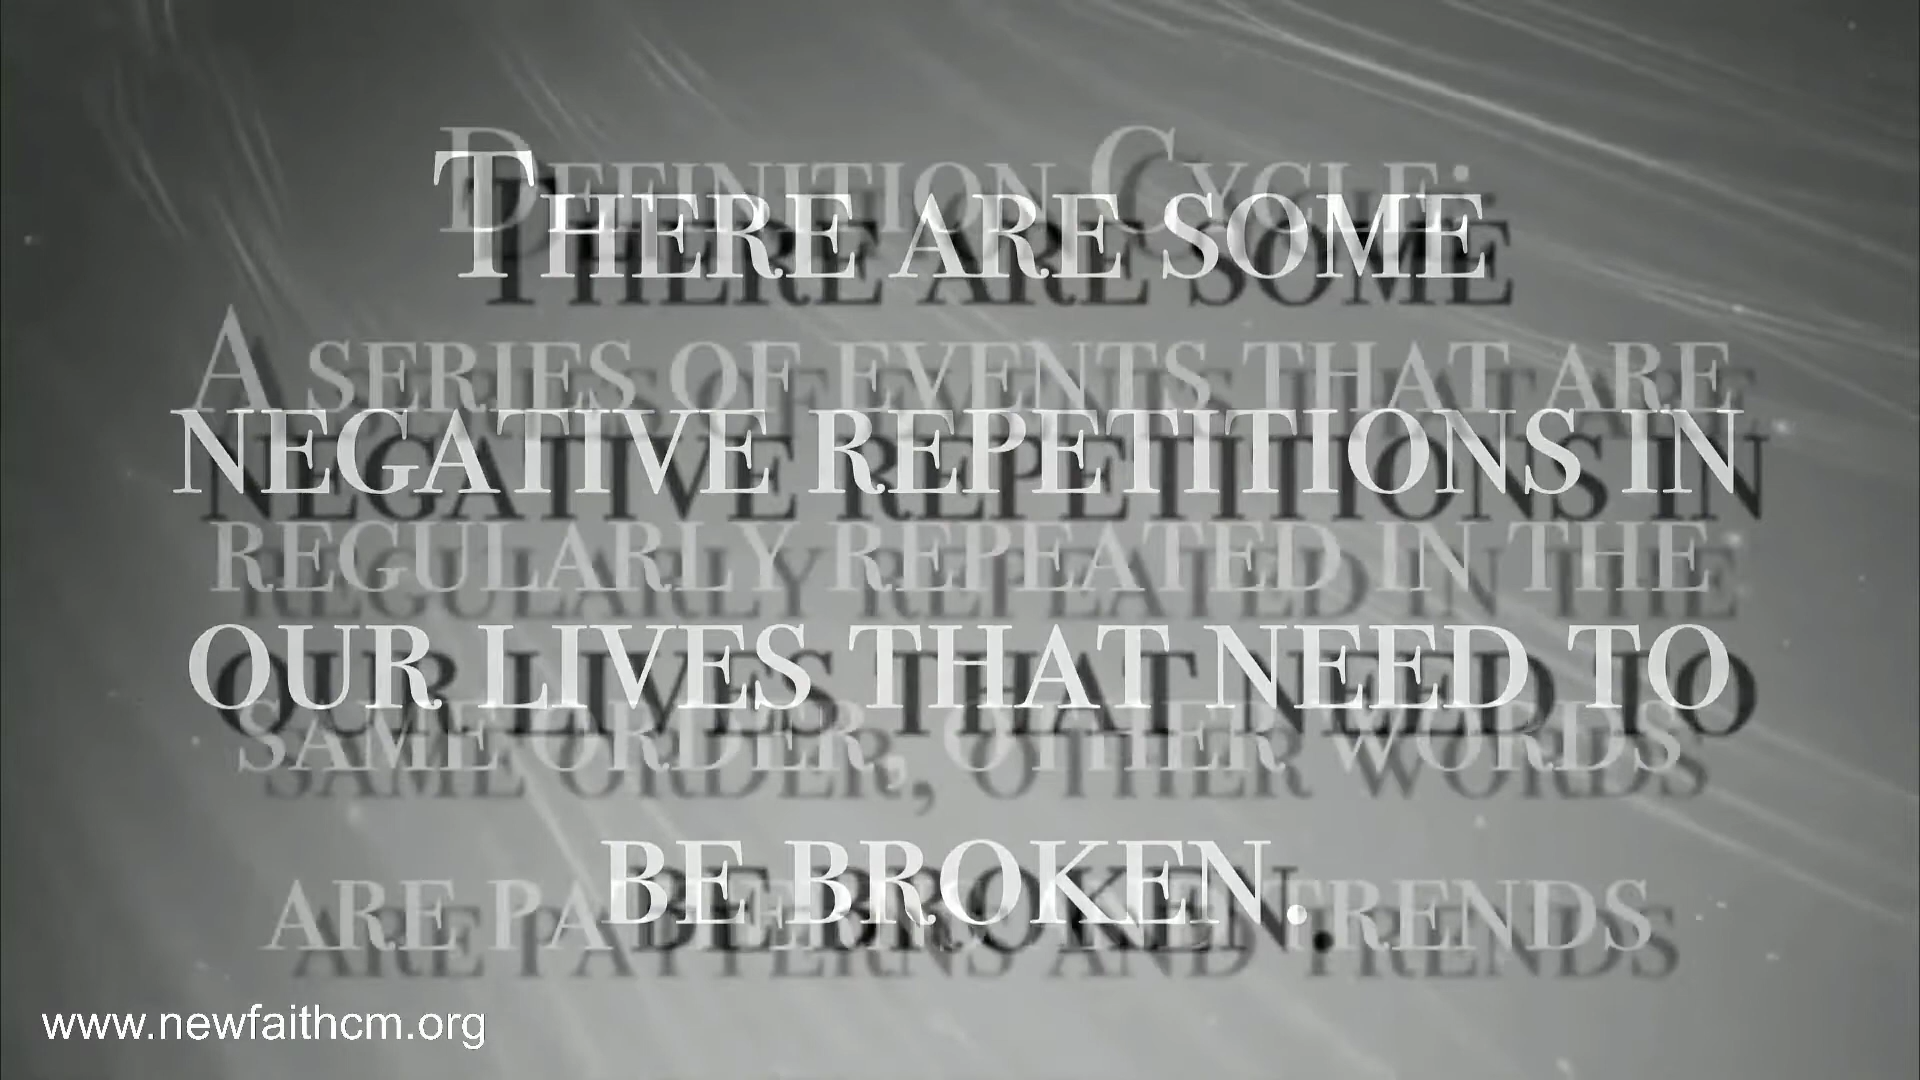 Definition Cycle:
There are some
A series of events that are
negative repetitions in
regularly repeated in the
our lives that need to
same order, other words
be broken.
are patterns and trends
www.newfaithcm.org